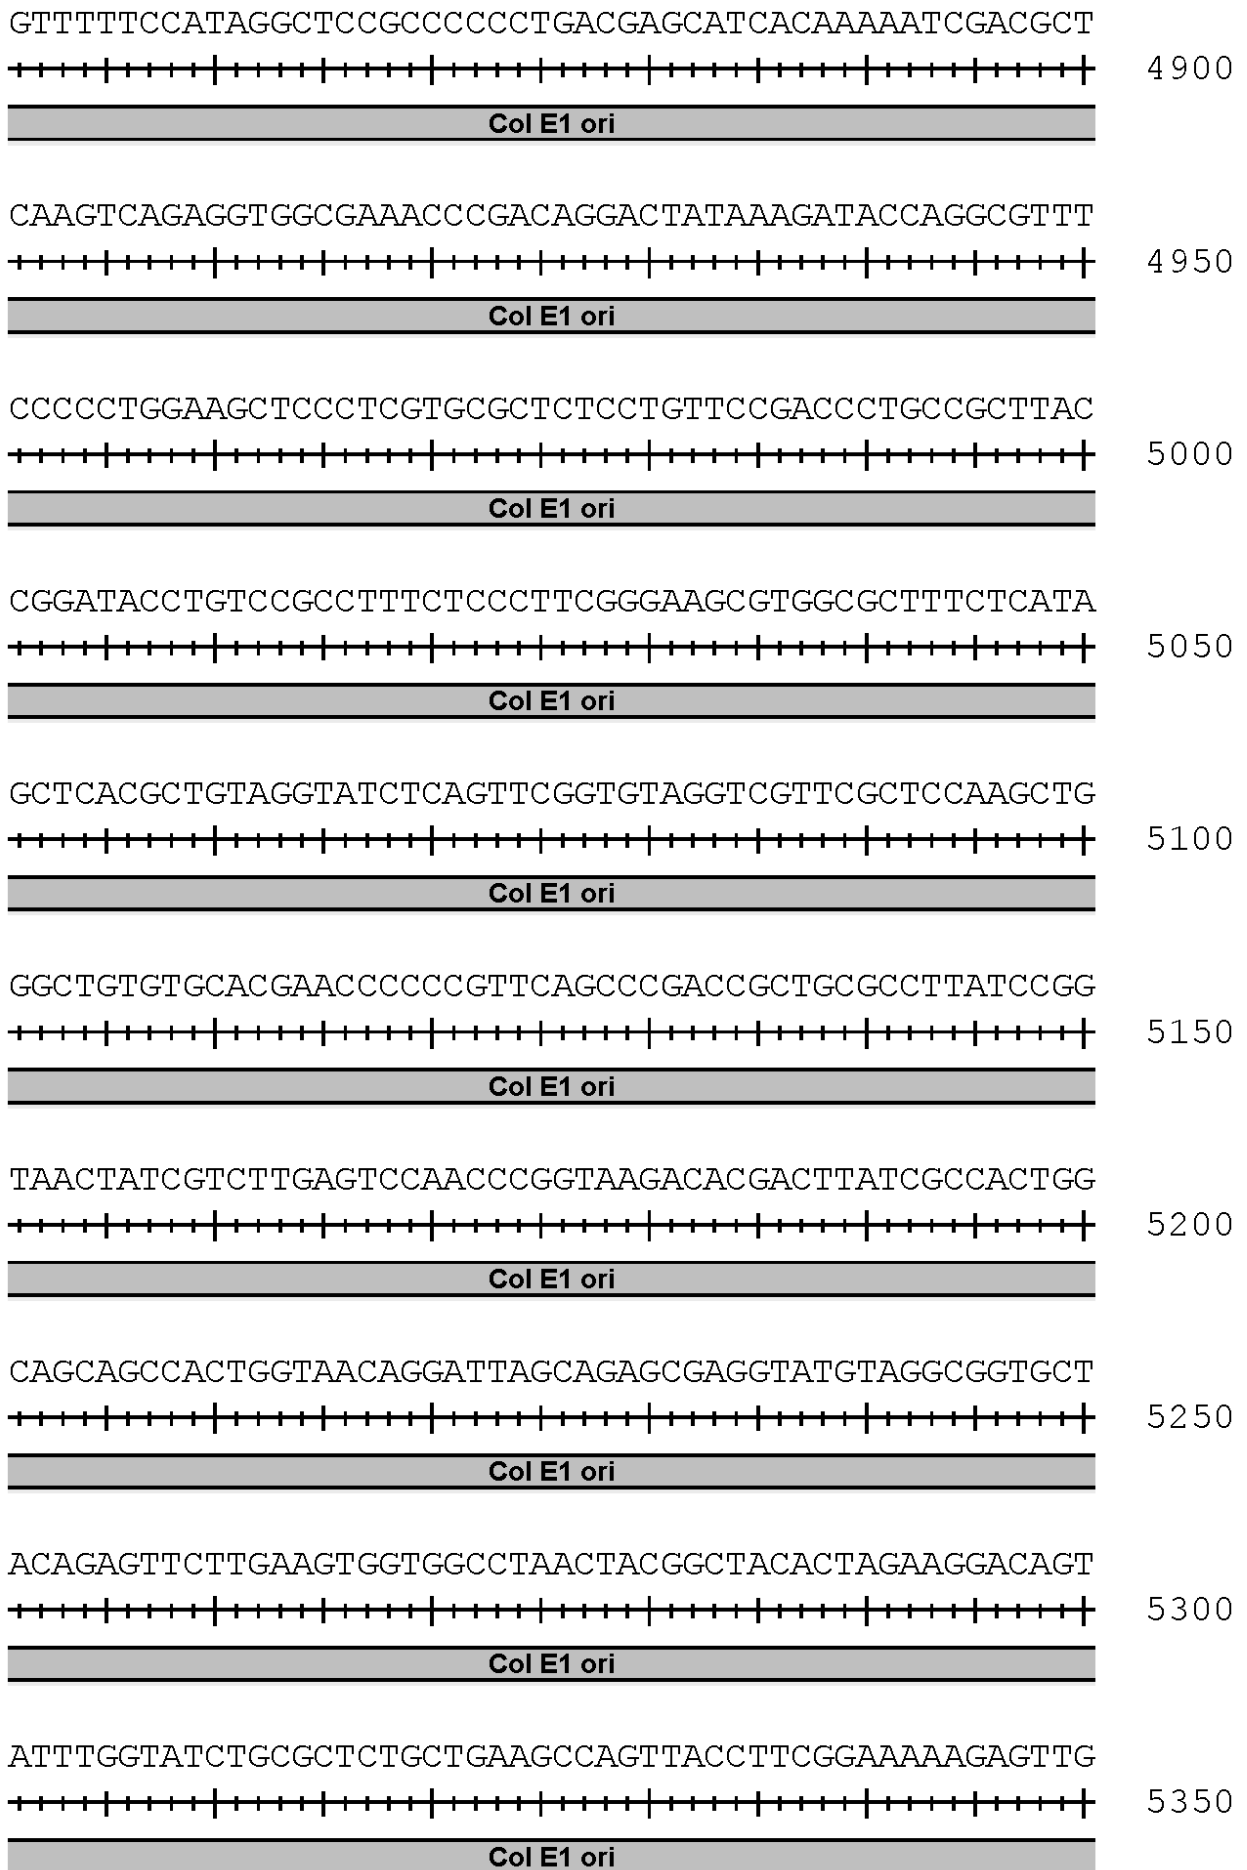 GTTTTTCCATAGGCTCCGCCCCCCTGACGAGCATCACAAAAATCGACGCT
4900
Col E1 ori
CAAGTCAGAGGTGGCGAAACCCGACAGGACTATAAAGATACCAGGCGTTT
4950
Col E1 ori
CCCCCTGGAAGCTCCCTCGTGCGCTCTCCTGTTCCGACCCTGCCGCTTAC
5000
Col E1 ori
CGGATACCTGTCCGCCTTTCTCCCTTCGGGAAGCGTGGCGCTTTCTCATA
5050
Col E1 ori
GCTCACGCTGTAGGTATCTCAGTTCGGTGTAGGTCGTTCGCTCCAAGCTG
5100
Col E1 ori
GGCTGTGTGCACGAACCCCCCGTTCAGCCCGACCGCTGCGCCTTATCCGG
5150
Col E1 ori
TAACTATCGTCTTGAGTCCAACCCGGTAAGACACGACTTATCGCCACTGG
5200
Col E1 ori
CAGCAGCCACTGGTAACAGGATTAGCAGAGCGAGGTATGTAGGCGGTGCT
5250
Col E1 ori
ACAGAGTTCTTGAAGTGGTGGCCTAACTACGGCTACACTAGAAGGACAGT
5300
Col E1 ori
ATTTGGTATCTGCGCTCTGCTGAAGCCAGTTACCTTCGGAAAAAGAGTTG
5350
Col E1 ori